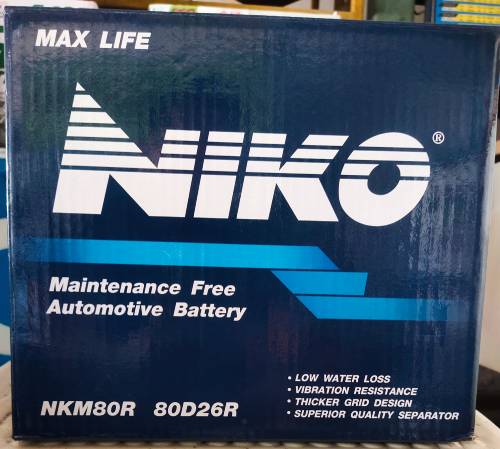 MAX LIFE
NIKO®
Maintenance Free
Automotive Battery
• LOW WATER LOSS
• VIBRATION RESISTANCE
• THICKER GRID DESIGN
• SUPERIOR QUALITY SEPARATOR
NKM80R 80D26R